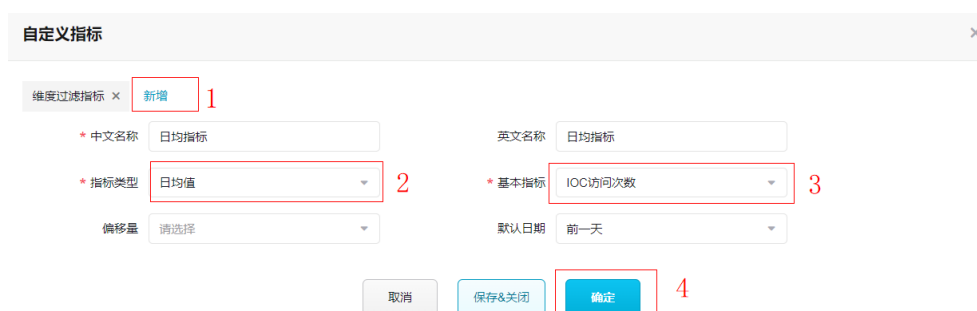 自定义指标 ×
维度过滤指标 × 新增 1
* 中文名称 日均指标 英文名称 日均指标
* 指标类型 日均值 2 * 基本指标 IOC访问次数 3
偏移量 请选择 默认日期 前一天
取消 保存&关闭 确定 4